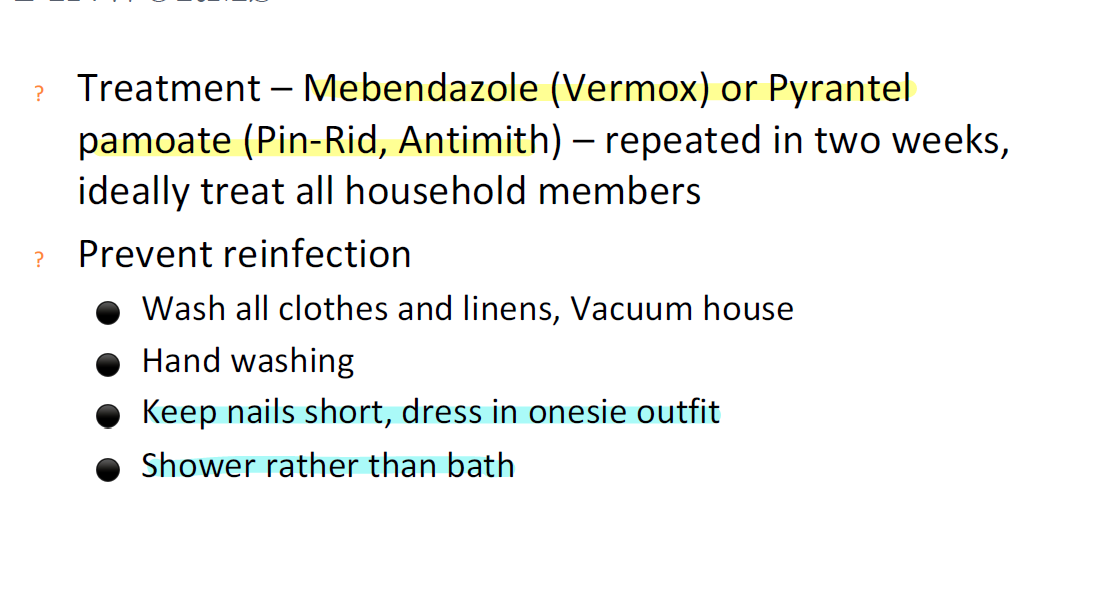 ? Treatment – Mebendazole (Vermox) or Pyrantel
pamoate (Pin-Rid, Antimith) – repeated in two weeks,
ideally treat all household members
? Prevent reinfection
● Wash all clothes and linens, Vacuum house
● Hand washing
● Keep nails short, dress in onesie outfit
● Shower rather than bath